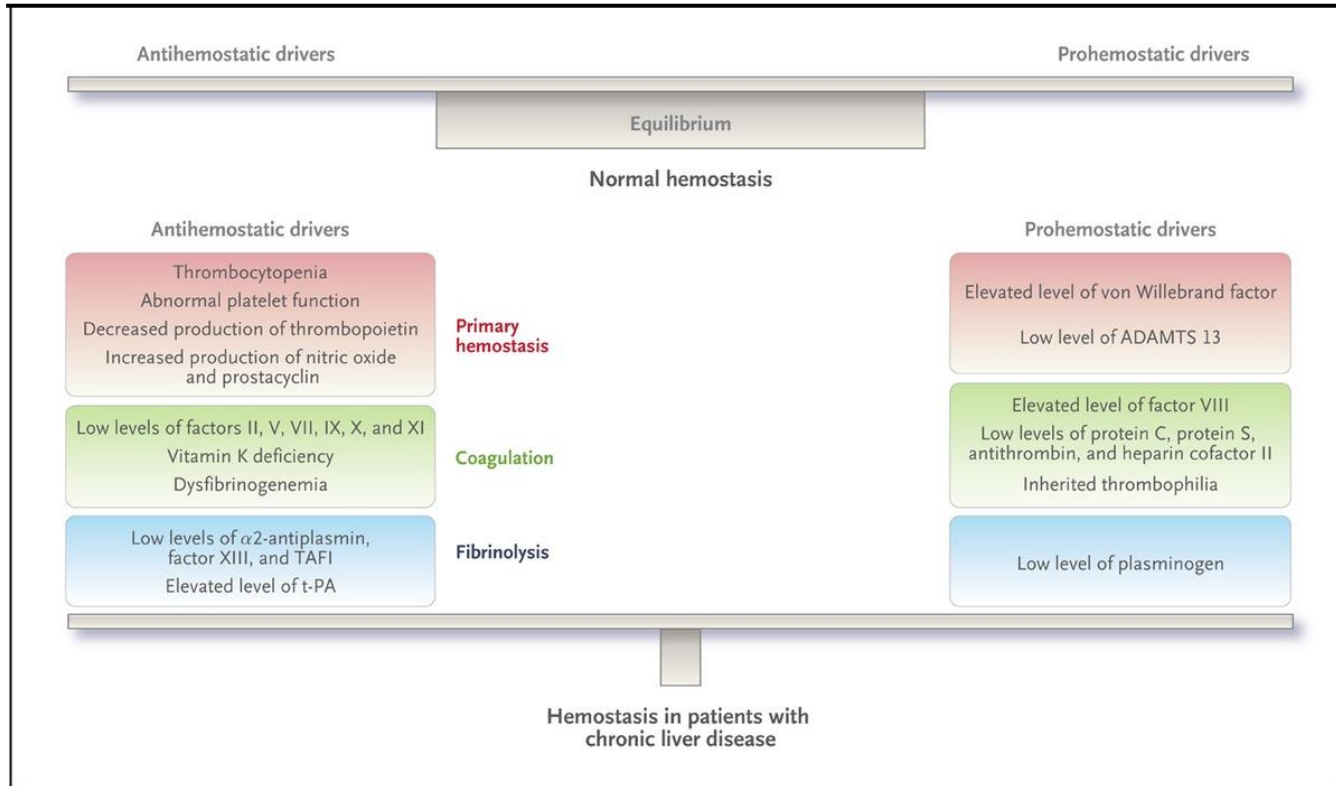 Antihemostatic drivers
Prohemostatic drivers
Equilibrium
Normal hemostasis
Antihemostatic drivers
Prohemostatic drivers
Thrombocytopenia
Abnormal platelet function
Decreased production of thrombopoietin
Increased production of nitric oxide
and prostacyclin
Primary
hemostasis
Elevated level of von Willebrand factor
Low level of ADAMTS 13
Low levels of factors II, V, VII, IX, X, and XI
Vitamin K deficiency
Dysfibrinogenemia
Coagulation
Elevated level of factor VIII
Low levels of protein C, protein S,
antithrombin, and heparin cofactor II
Inherited thrombophilia
Low levels of α2-antiplasmin,
factor XIII, and TAFI
Elevated level of t-PA
Fibrinolysis
Low level of plasminogen
Hemostasis in patients with
chronic liver disease